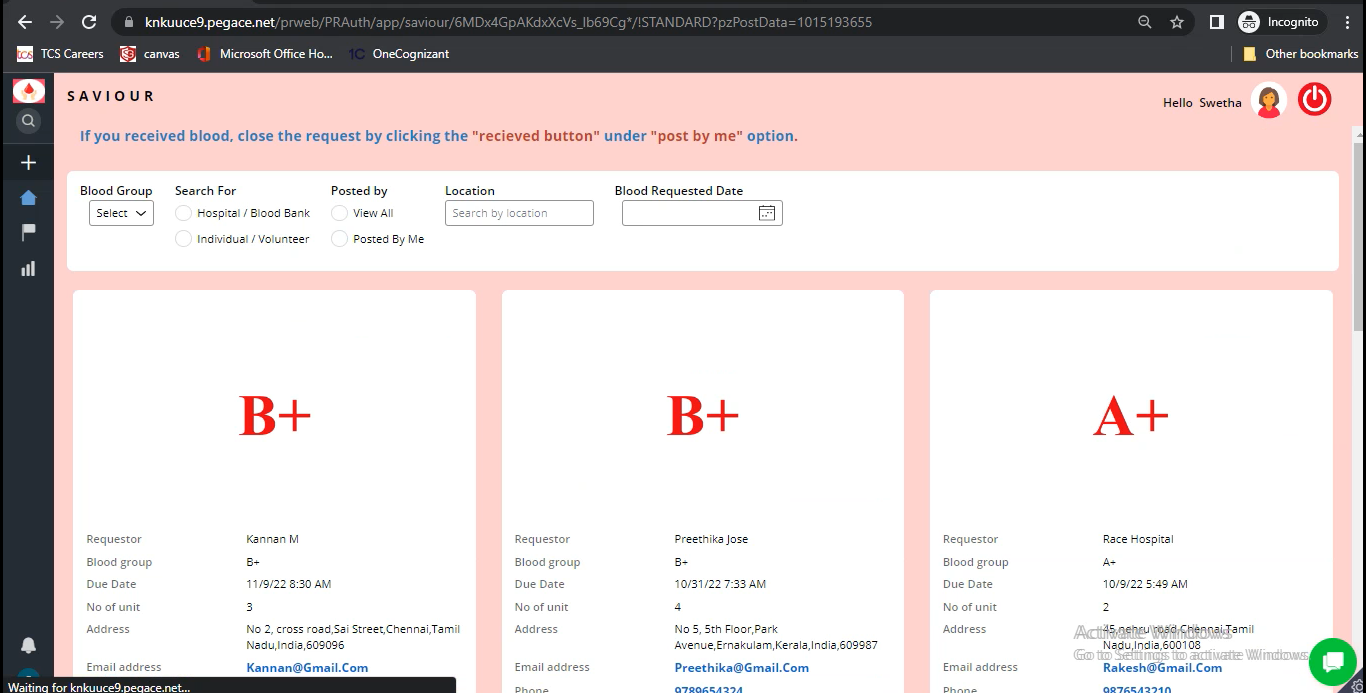 knkuuce9.pegace.net/prweb/PRAuth/app/saviour/6MDx4GpAKdxXcVs_lb69Cg*/!STANDARD?pzPostData=1015193655
Incognito
tcs TCS Careers canvas Microsoft Office Ho... 1C OneCognizant Other bookmarks
SAVIOUR
Hello Swetha
If you received blood, close the request by clicking the "recieved button" under "post by me" option.
Blood Group Search For Posted by Location Blood Requested Date
Select Hospital / Blood Bank View All Search by location
Individual / Volunteer Posted By Me
B+ B+ A+
Requestor Kannan M Requestor Preethika Jose Requestor Race Hospital
Blood group B+ Blood group B+ Blood group A+
Due Date 11/9/22 8:30 AM Due Date 10/31/22 7:33 AM Due Date 10/9/22 5:49 AM
No of unit 3 No of unit 4 No of unit 2
Address No 2, cross road,Sai Street,Chennai,Tamil Address No 5, 5th Floor,Park Address 45,nehru road,Chennai,Tamil
Nadu,India,609096 Avenue,Ernakulam,Kerala,India,609987 Nadu,India,600108
Activate Windows
Go to Settings to activate Windows.
Email address Kannan@Gmail.Com Email address Preethika@Gmail.Com Email address Rakesh@Gmail.Com
Phone 9789654324 Phone 9876543210
Waiting for knkuuce9.pegace.net...